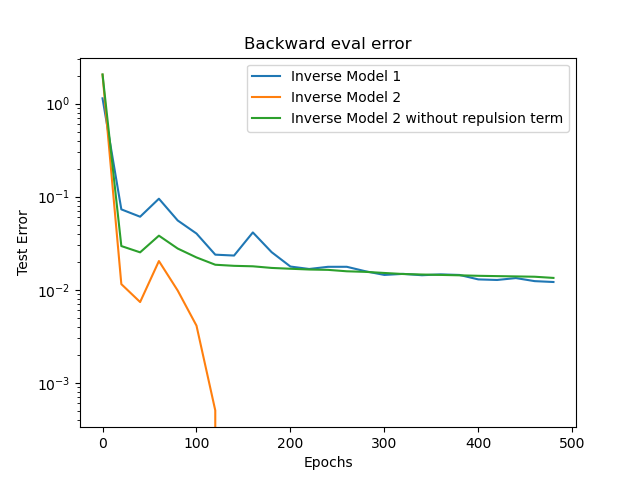 Backward eval error
Inverse Model 1
Inverse Model 2
Inverse Model 2 without repulsion term
Test Error
10⁰
10⁻¹
10⁻²
10⁻³
0 100 200 300 400 500
Epochs